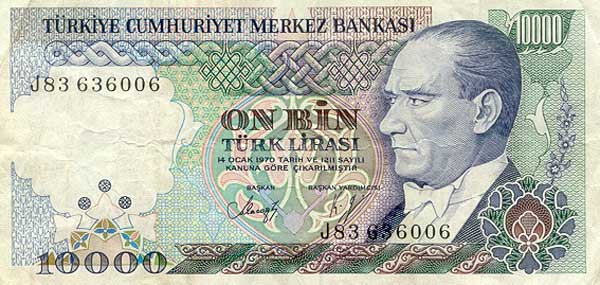 TÜRKİYE CUMHURİYET MERKEZ BANKASI
10000
J83 636006
ON BİN
TÜRK LİRASI
14 OCAK 1970 TARİH VE 1211 SAYILI
KANUNA GÖRE ÇIKARILMIŞTIR
BAŞKAN BAŞKAN YARDIMCISI
J83 636006
10000